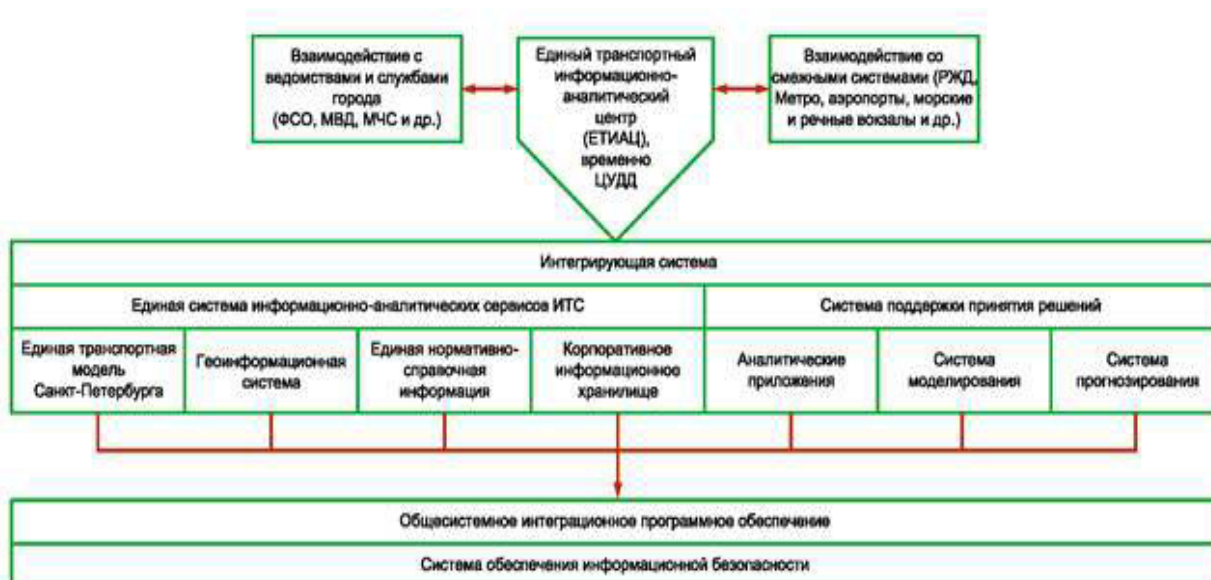 Взаимодействие с
ведомствами и службами
города
(ФСО, МВД, МЧС и др.)
Единый транспортный
информационно-
аналитический
центр
(ЕТИАЦ),
временно
ЦУДД
Взаимодействие со
смежными системами (РЖД,
Метро, аэропорты, морские
и речные вокзалы и др.)
Интегрирующая система
Единая система информационно-аналитических сервисов ИТС
Система поддержки принятия решений
Единая транспортная
модель
Санкт-Петербурга
Геоинформационная
система
Единая нормативно-
справочная
информация
Корпоративное
информационное
хранилище
Аналитические
приложения
Система
моделирования
Система
прогнозирования
Общесистемное интеграционное программное обеспечение
Система обеспечения информационной безопасности